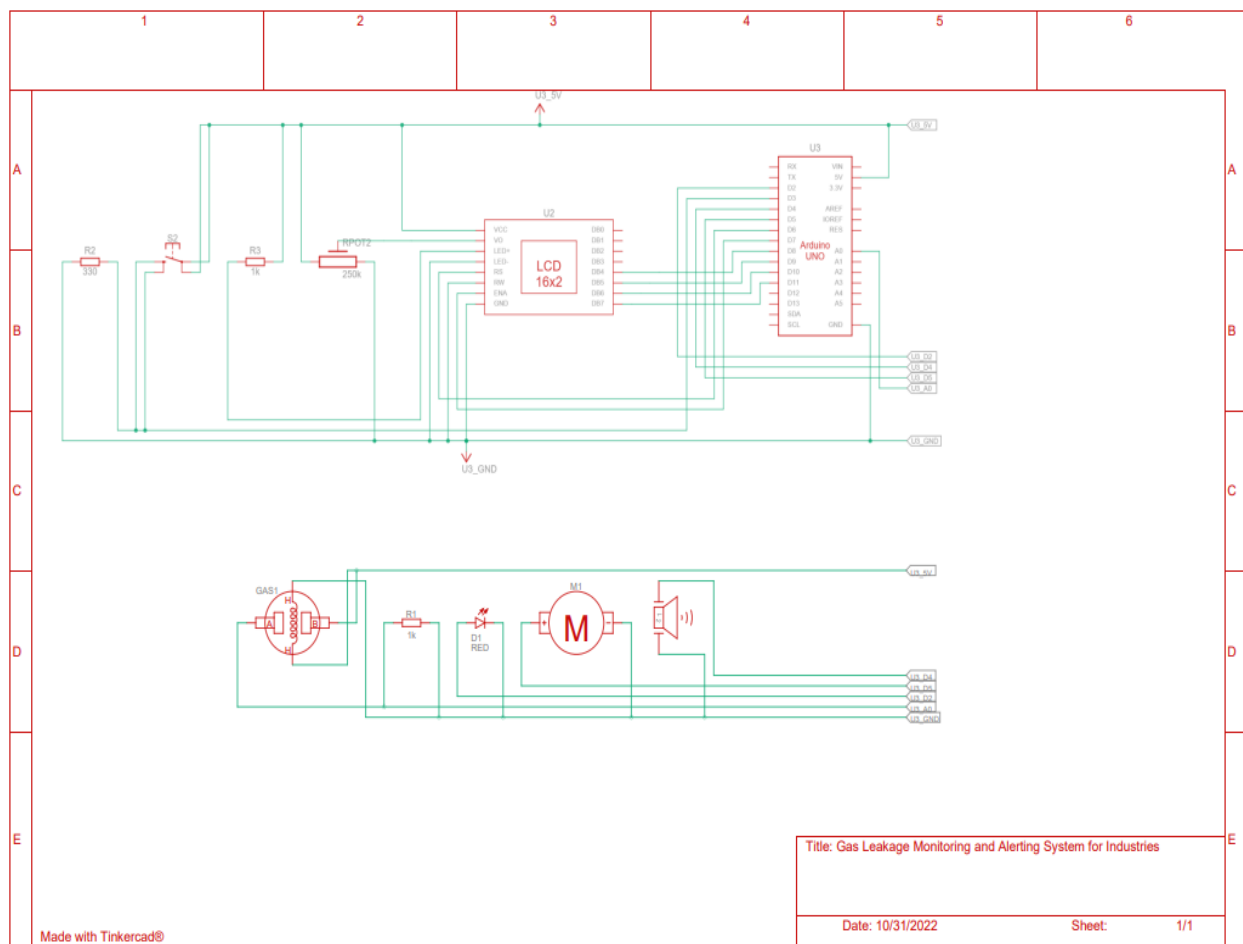 1 2 3 4 5 6
U3_5V
U3_5V
A A
U3
RX VIN
TX 5V
D2 3.3V
D3
D4 AREF
D5 IOREF
D6 RES
D7
D8 A0
D9 A1
D10 A2
D11 A3
D12 A4
D13 A5
SDA
SCL GND
Arduino
UNO
U2
VCC DB0
VO DB1
LED+ DB2
LED- DB3
RS DB4
RW DB5
ENA DB6
GND DB7
LCD
16x2
R2
330
S2
R3
1k
RPOT2
250k
B B
U3_D2
U3_D4
U3_D5
U3_A0
U3_GND
U3_GND
C C
U3_5V
GAS1
H
A B
H
R1
1k
D1
RED
M1
M
D D
U3_D4
U3_D5
U3_D2
U3_A0
U3_GND
E E
Title: Gas Leakage Monitoring and Alerting System for Industries
Date: 10/31/2022 Sheet: 1/1
Made with Tinkercad®